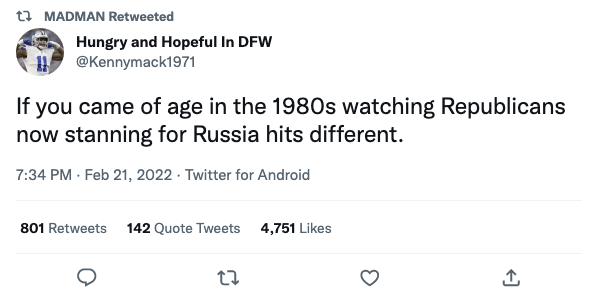 MADMAN Retweeted
Hungry and Hopeful In DFW
@Kennymack1971
If you came of age in the 1980s watching Republicans
now stanning for Russia hits different.
7:34 PM · Feb 21, 2022 · Twitter for Android
801 Retweets 142 Quote Tweets 4,751 Likes